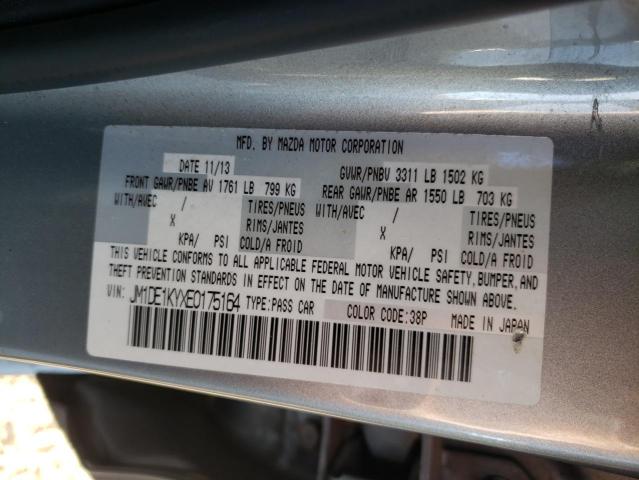 MFD. BY MAZDA MOTOR CORPORATION
DATE 11/13 GVWR/PNBV 3311 LB 1502 KG
FRONT GAWR/PNBE AV 1761 LB 799 KG REAR GAWR/PNBE AR 1550 LB 703 KG
WITH/AVEC / TIRES/PNEUS WITH/AVEC / TIRES/PNEUS
X RIMS/JANTES X RIMS/JANTES
KPA/ PSI COLD/A FROID KPA/ PSI COLD/A FROID
THIS VEHICLE CONFORMS TO ALL APPLICABLE FEDERAL MOTOR VEHICLE SAFETY, BUMPER, AND
THEFT PREVENTION STANDARDS IN EFFECT ON THE DATE OF MANUFACTURE SHOWN ABOVE.
VIN: JM1DE1KYXE0175164 TYPE:PASS CAR COLOR CODE:38P MADE IN JAPAN